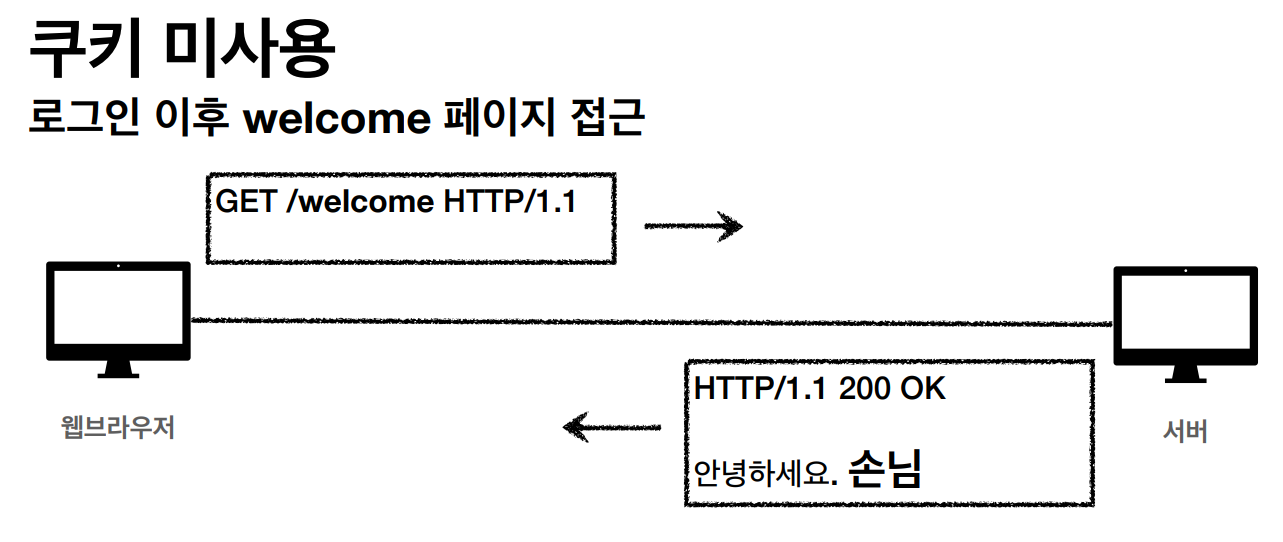 쿠키 미사용
로그인 이후 welcome 페이지 접근
GET /welcome HTTP/1.1
웹브라우저
HTTP/1.1 200 OK
안녕하세요. 손님
서버